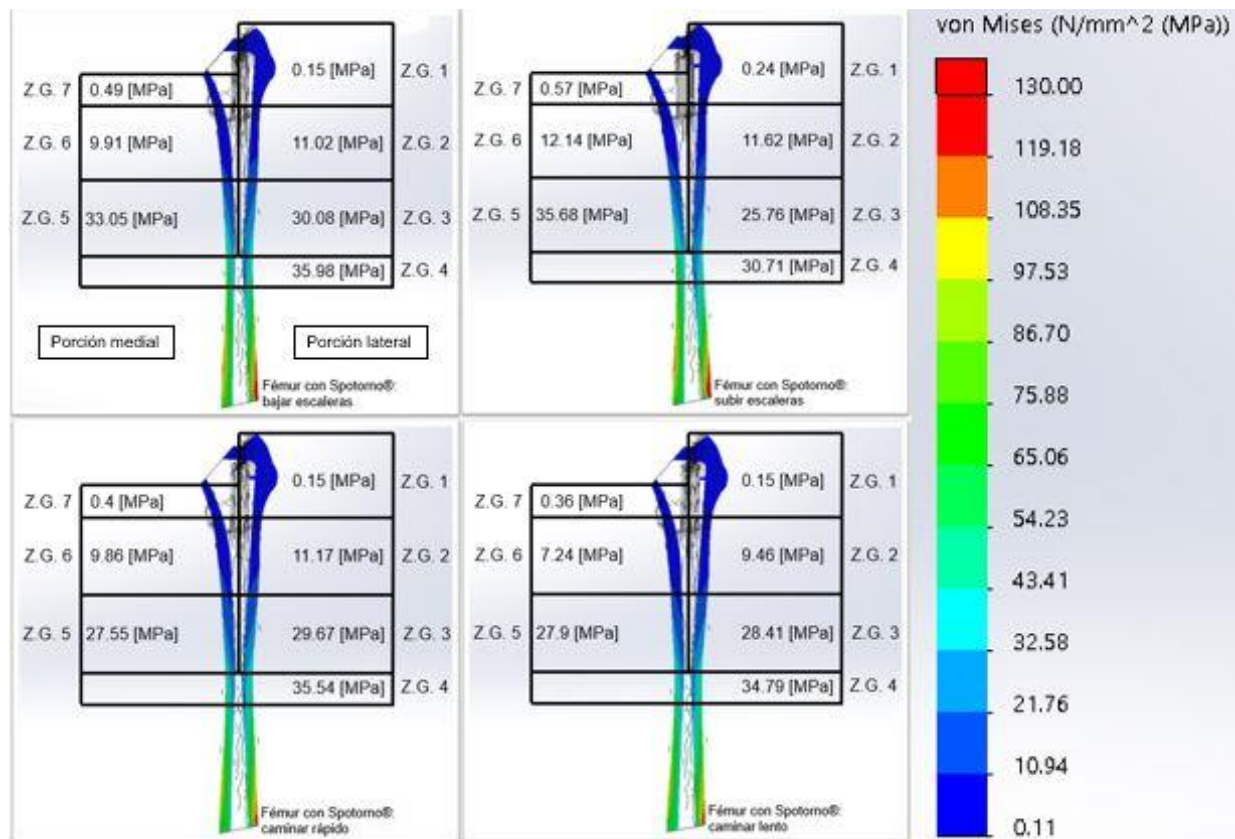 von Mises (N/mm^2 (MPa))
0.15 [MPa] Z.G. 1
Z.G. 7 0.49 [MPa]
Z.G. 6 9.91 [MPa] 11.02 [MPa] Z.G. 2
Z.G. 5 33.05 [MPa] 30.08 [MPa] Z.G. 3
35.98 [MPa] Z.G. 4
Porción medial Porción lateral
Fémur con Spotorno®:
bajar escaleras
0.24 [MPa] Z.G. 1
Z.G. 7 0.57 [MPa]
Z.G. 6 12.14 [MPa] 11.62 [MPa] Z.G. 2
Z.G. 5 35.68 [MPa] 25.76 [MPa] Z.G. 3
30.71 [MPa] Z.G. 4
Fémur con Spotorno®:
subir escaleras
0.15 [MPa] Z.G. 1
Z.G. 7 0.4 [MPa]
Z.G. 6 9.86 [MPa] 11.17 [MPa] Z.G. 2
Z.G. 5 27.55 [MPa] 29.67 [MPa] Z.G. 3
35.54 [MPa] Z.G. 4
Fémur con Spotorno®:
caminar rápido
0.15 [MPa] Z.G. 1
Z.G. 7 0.36 [MPa]
Z.G. 6 7.24 [MPa] 9.46 [MPa] Z.G. 2
Z.G. 5 27.9 [MPa] 28.41 [MPa] Z.G. 3
34.79 [MPa] Z.G. 4
Fémur con Spotorno®:
caminar lento
130.00
119.18
108.35
97.53
86.70
75.88
65.06
54.23
43.41
32.58
21.76
10.94
0.11